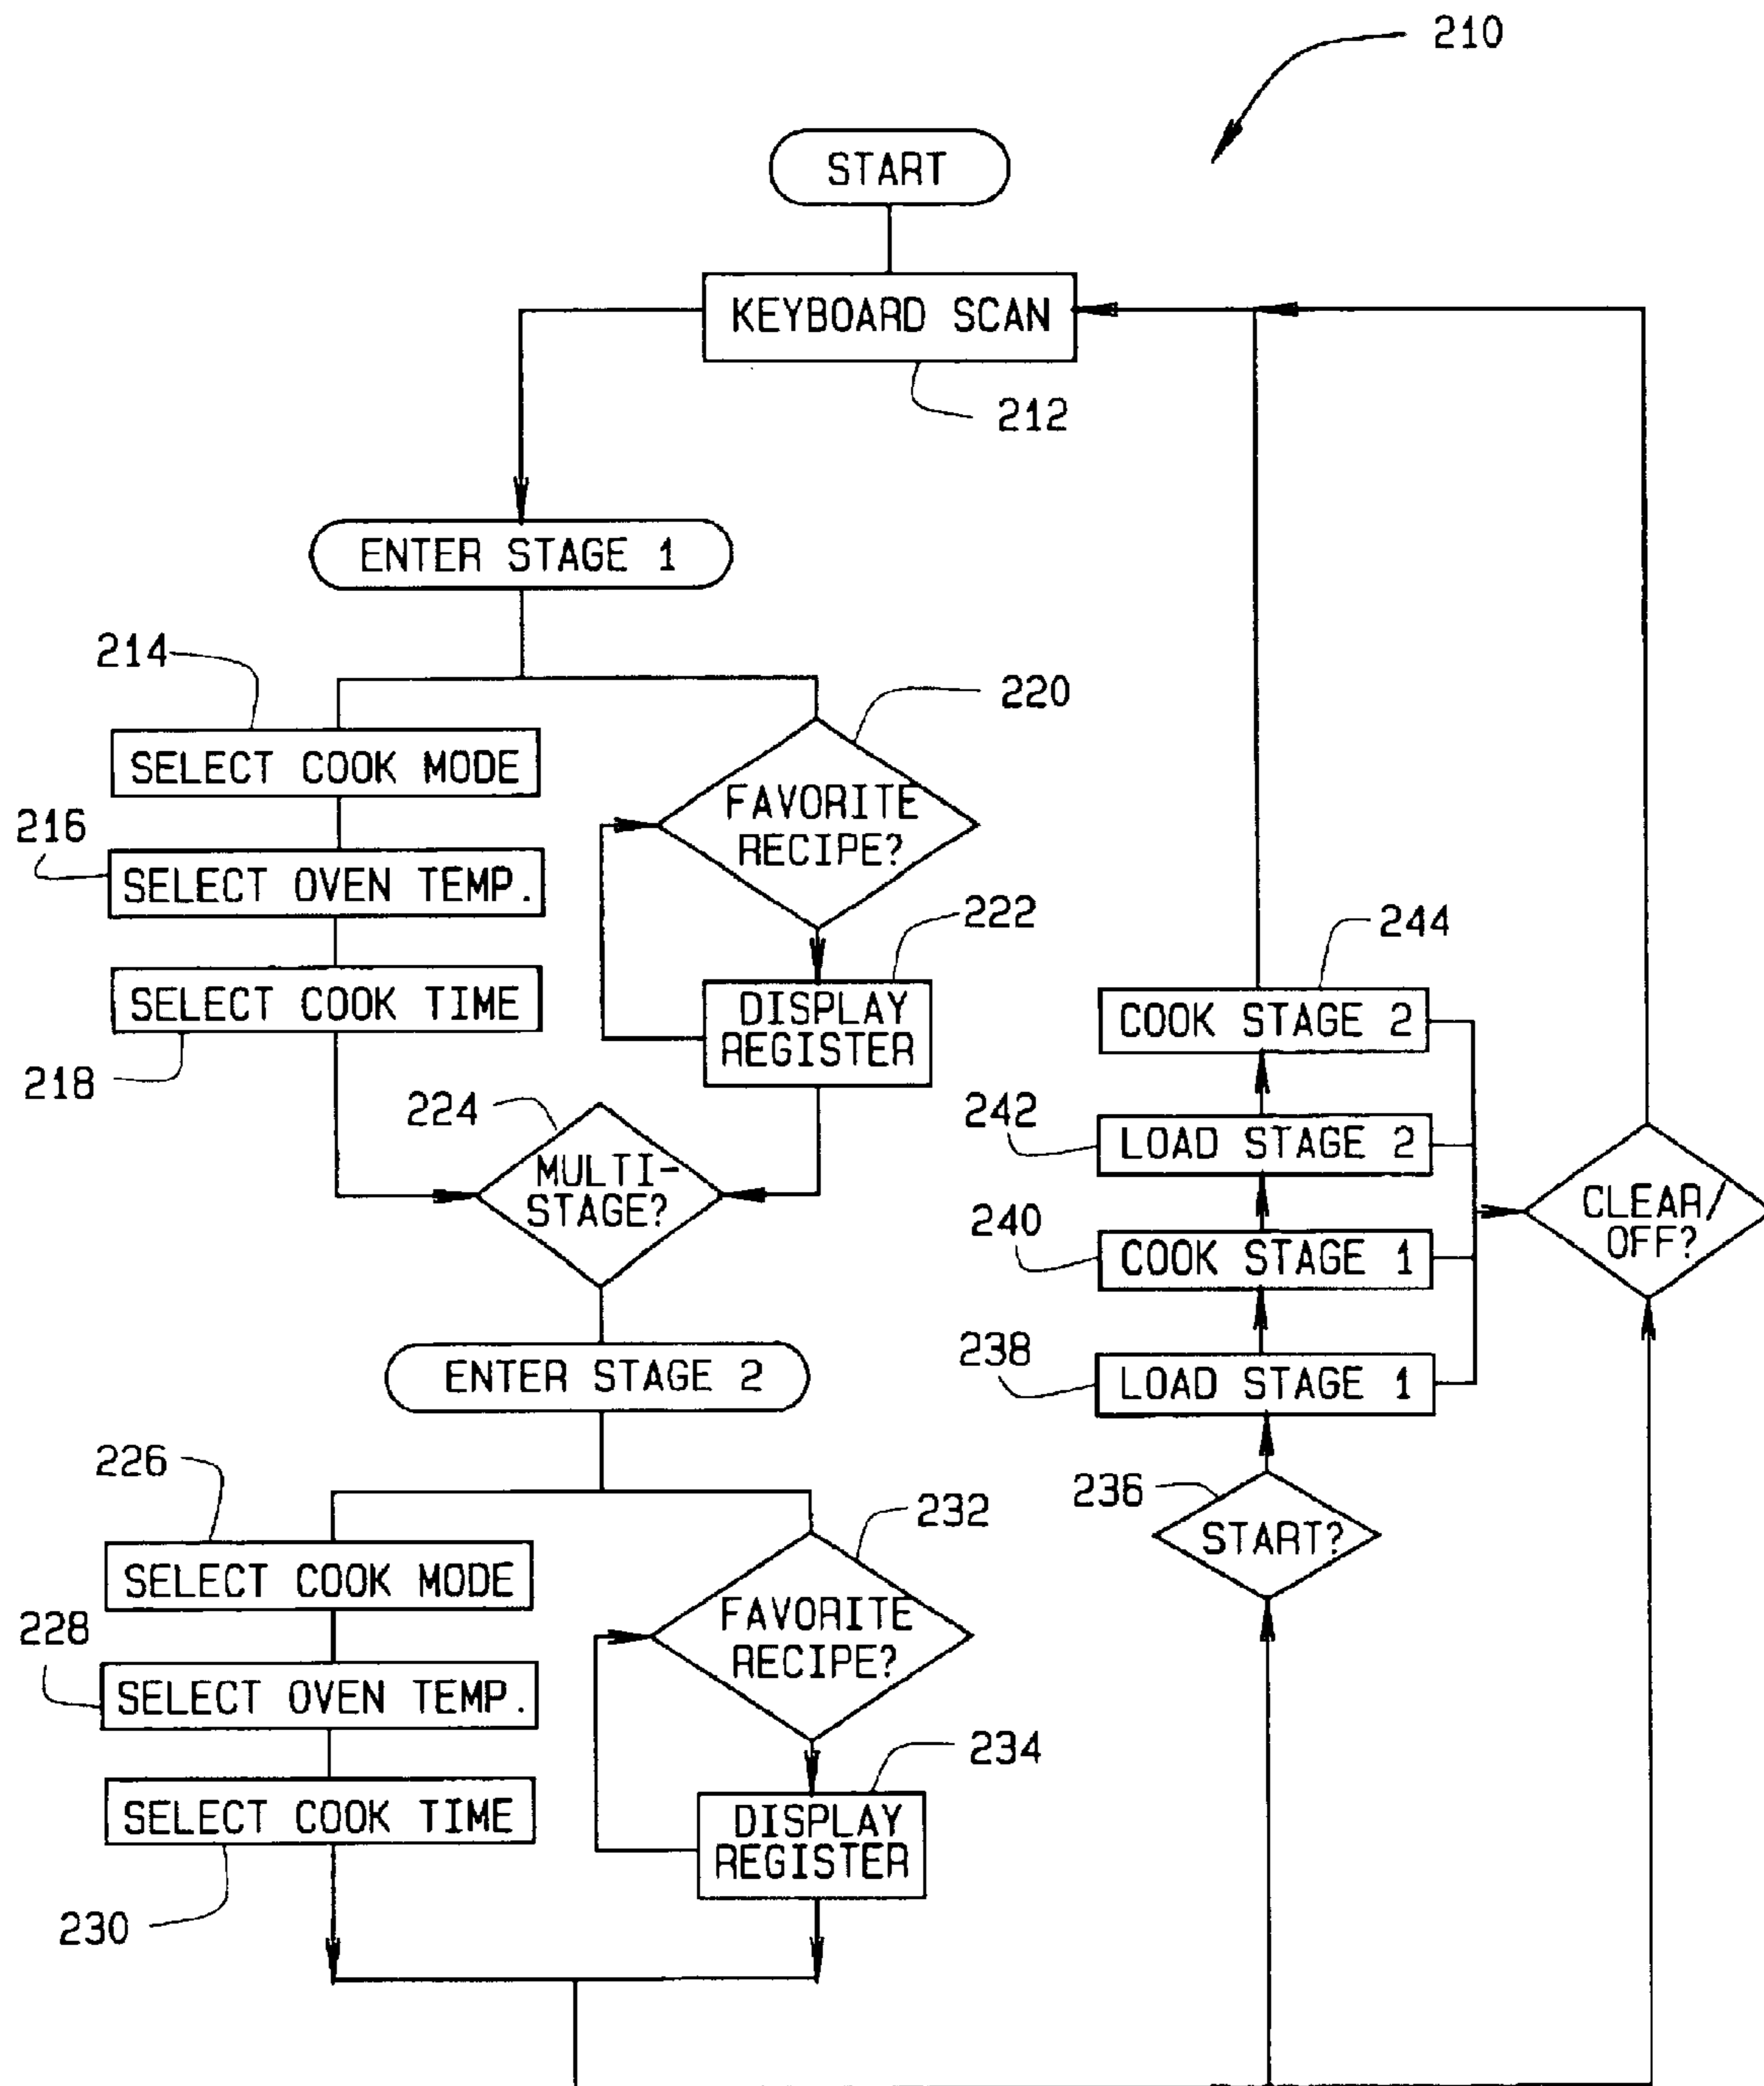 210
START
KEYBOARD SCAN
212
ENTER STAGE 1
214
SELECT COOK MODE
216
SELECT OVEN TEMP.
SELECT COOK TIME
218
220
FAVORITE
RECIPE?
222
DISPLAY
REGISTER
224
MULTI-
STAGE?
ENTER STAGE 2
226
SELECT COOK MODE
228
SELECT OVEN TEMP.
SELECT COOK TIME
230
232
FAVORITE
RECIPE?
234
DISPLAY
REGISTER
244
COOK STAGE 2
242
LOAD STAGE 2
240
COOK STAGE 1
238
LOAD STAGE 1
236
START?
CLEAR/
OFF?